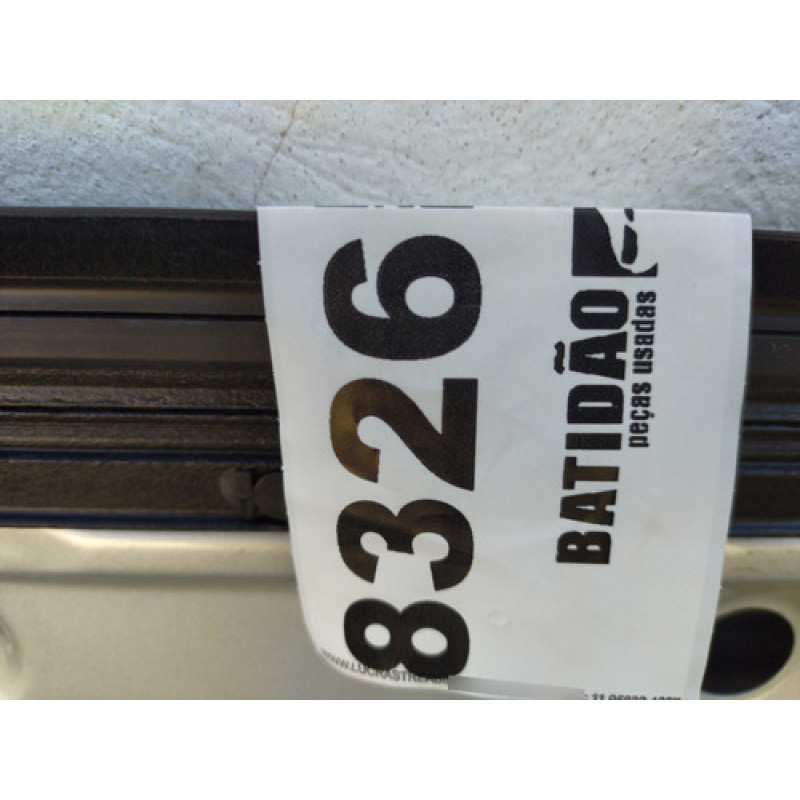 8326
BATIDÃO
peças usadas